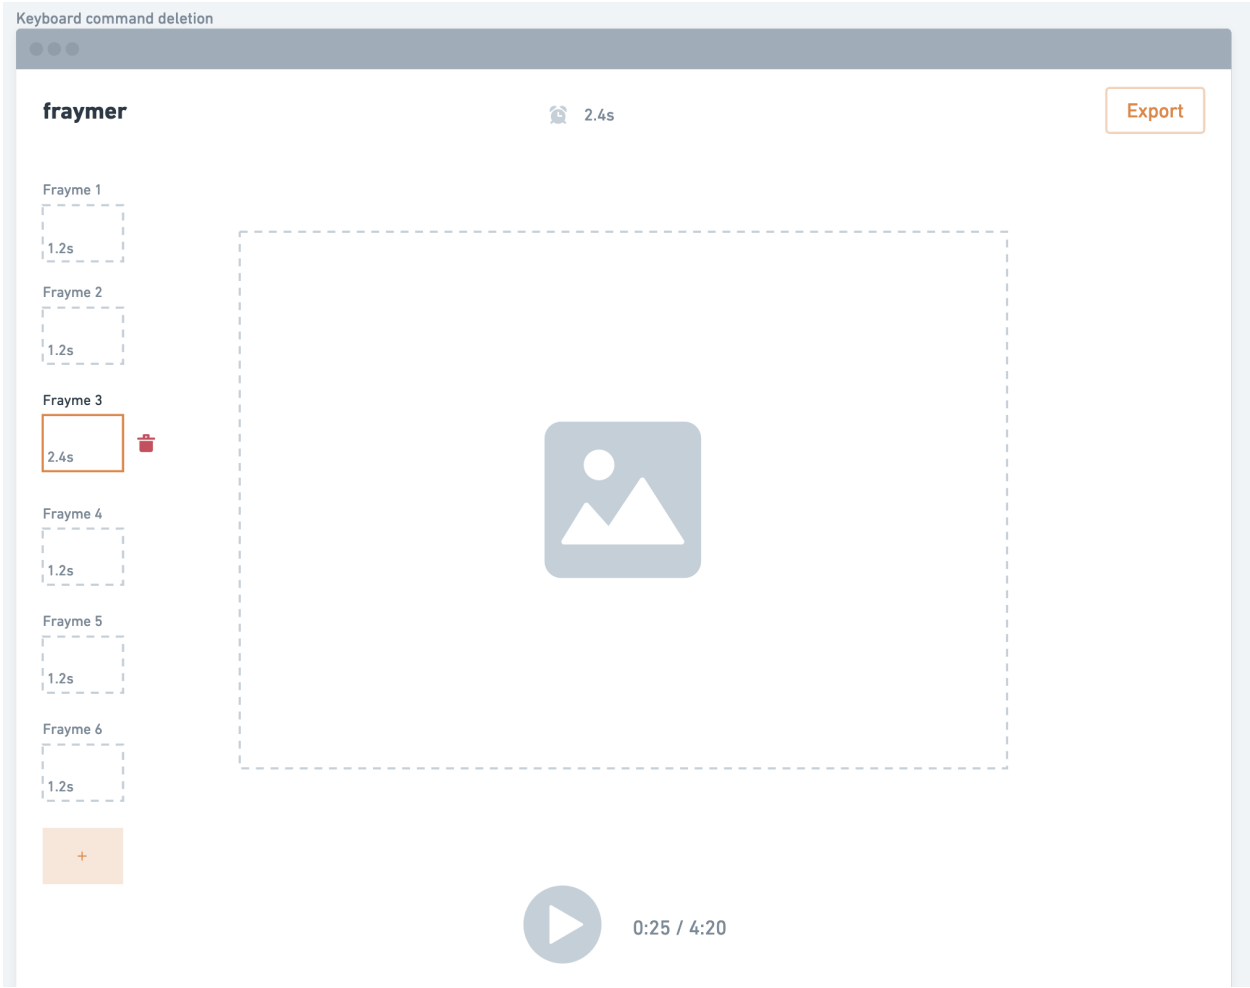 Keyboard command deletion
fraymer
2.4s
Export
Frayme 1
1.2s
Frayme 2
1.2s
Frayme 3
2.4s
Frayme 4
1.2s
Frayme 5
1.2s
Frayme 6
1.2s
+
0:25 / 4:20